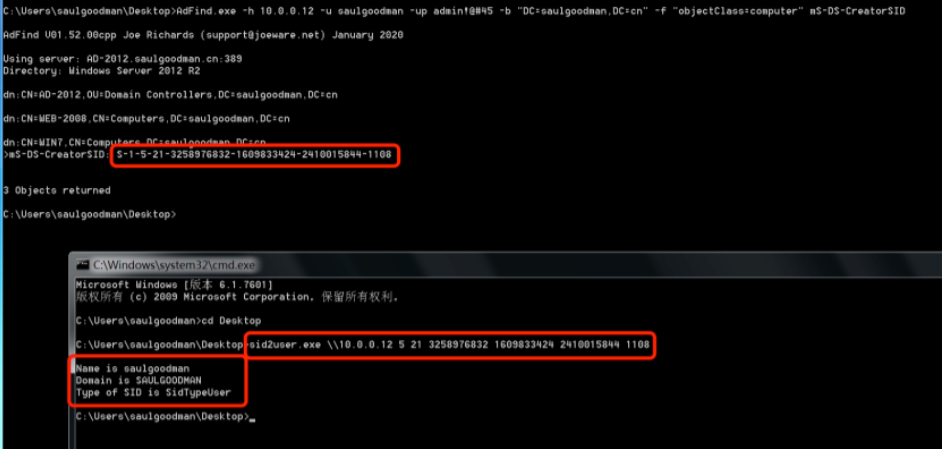 C:\Users\saulgoodman\Desktop>AdFind.exe -h 10.0.0.12 -u saulgoodman -up admin!@#45 -b "DC=saulgoodman,DC=cn" -f "objectClass=computer" mS-DS-CreatorSID
AdFind V01.52.00cpp Joe Richards (support@joeware.net) January 2020
Using server: AD-2012.saulgoodman.cn:389
Directory: Windows Server 2012 R2
dn:CN=AD-2012,OU=Domain Controllers,DC=saulgoodman,DC=cn
dn:CN=WEB-2008,CN=Computers,DC=saulgoodman,DC=cn
dn:CN=WIN7,CN=Computers,DC=saulgoodman,DC=cn
>mS-DS-CreatorSID: S-1-5-21-3258976832-1609833424-2410015844-1108
3 Objects returned
C:\Users\saulgoodman\Desktop>
C:\Windows\system32\cmd.exe
Microsoft Windows [版本 6.1.7601]
版权所有 (c) 2009 Microsoft Corporation。保留所有权利。
C:\Users\saulgoodman>cd Desktop
C:\Users\saulgoodman\Desktop>sid2user.exe \\10.0.0.12 5 21 3258976832 1609833424 2410015844 1108
Name is saulgoodman
Domain is SAULGOODMAN
Type of SID is SidTypeUser
C:\Users\saulgoodman\Desktop>_